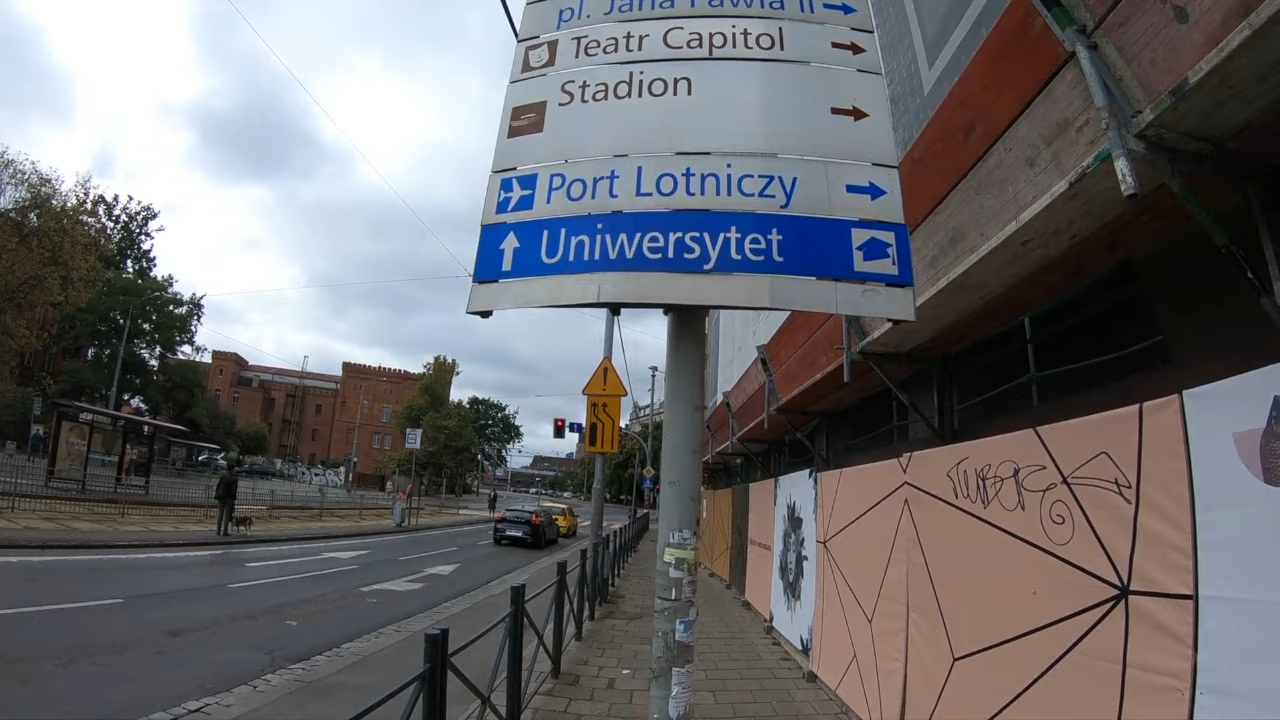 pl. Jana Pawła II
Teatr Capitol
Stadion
Port Lotniczy
Uniwersytet